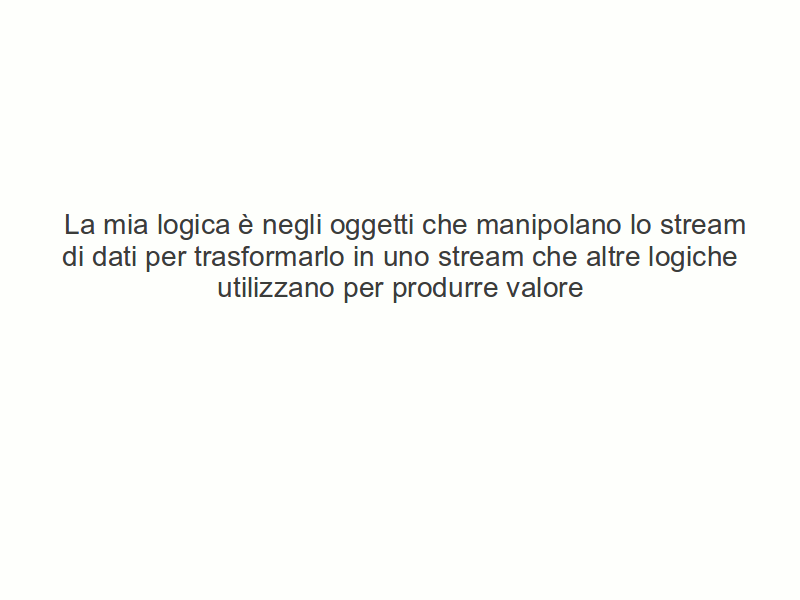 La mia logica è negli oggetti che manipolano lo stream
di dati per trasformarlo in uno stream che altre logiche
utilizzano per produrre valore